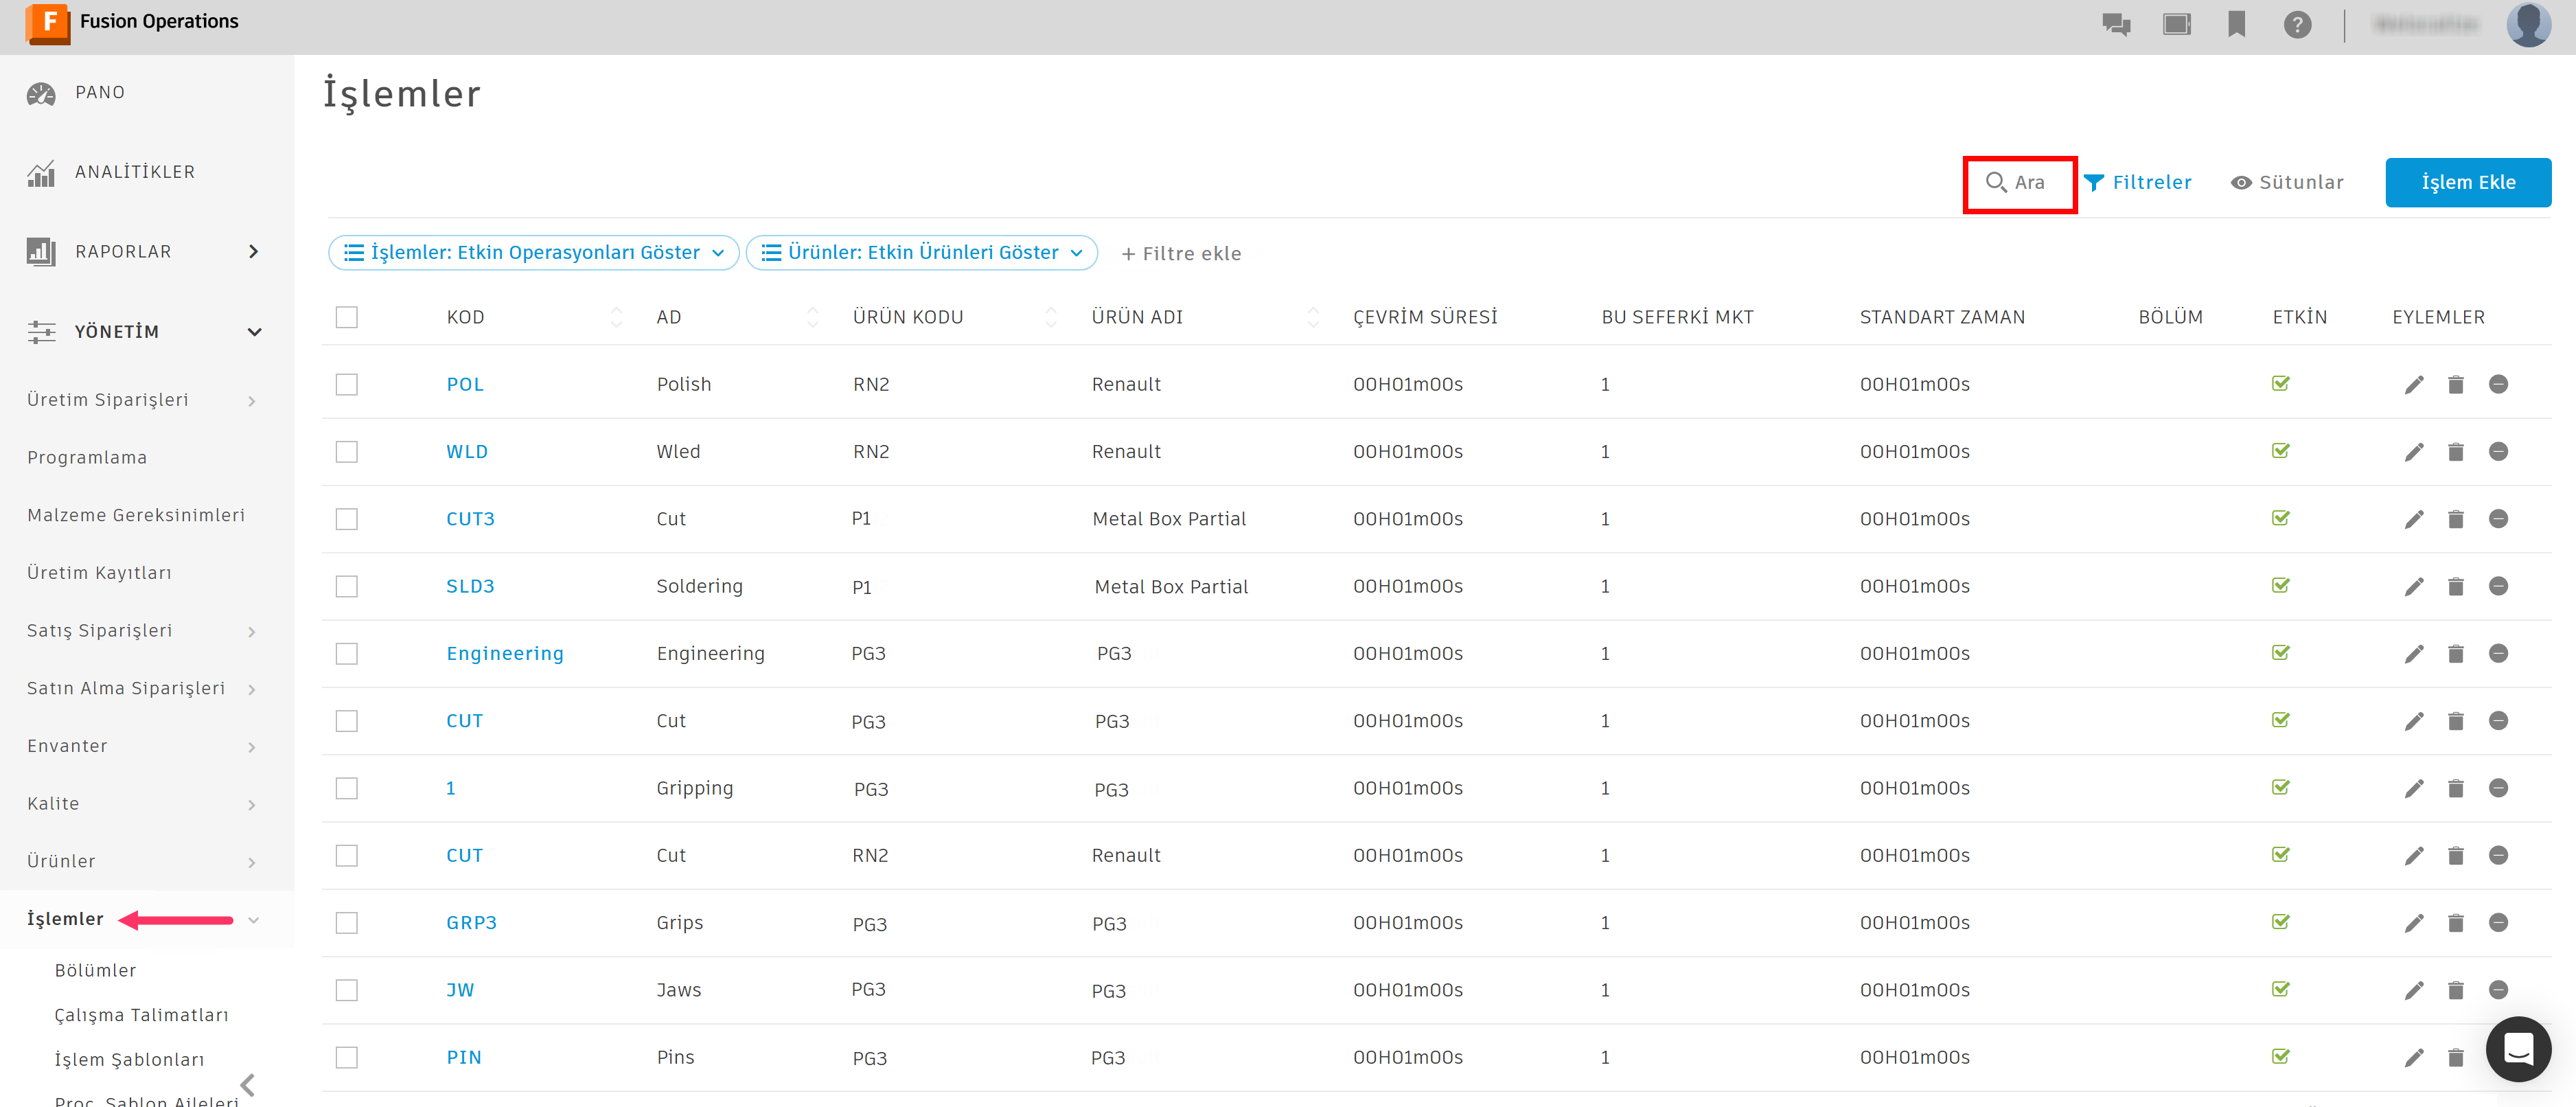 Fusion Operations
PANO
ANALİTİKLER
RAPORLAR
YÖNETİM
Üretim Siparişleri
Programlama
Malzeme Gereksinimleri
Üretim Kayıtları
Satış Siparişleri
Satın Alma Siparişleri
Envanter
Kalite
Ürünler
İşlemler
Bölümler
Çalışma Talimatları
İşlem Şablonları
Proc. Şablon Aileleri
İşlemler
Ara Filtreler Sütunlar İşlem Ekle
İşlemler: Etkin Operasyonları Göster Ürünler: Etkin Ürünleri Göster + Filtre ekle
KOD AD ÜRÜN KODU ÜRÜN ADI ÇEVRİM SÜRESİ BU SEFERKİ MKT STANDART ZAMAN BÖLÜM ETKİN EYLEMLER
POL Polish RN2 Renault 00H01m00s 1 00H01m00s
WLD Wled RN2 Renault 00H01m00s 1 00H01m00s
CUT3 Cut P1 Metal Box Partial 00H01m00s 1 00H01m00s
SLD3 Soldering P1 Metal Box Partial 00H01m00s 1 00H01m00s
Engineering Engineering PG3 PG3 00H01m00s 1 00H01m00s
CUT Cut PG3 PG3 00H01m00s 1 00H01m00s
1 Gripping PG3 PG3 00H01m00s 1 00H01m00s
CUT Cut RN2 Renault 00H01m00s 1 00H01m00s
GRP3 Grips PG3 PG3 00H01m00s 1 00H01m00s
JW Jaws PG3 PG3 00H01m00s 1 00H01m00s
PIN Pins PG3 PG3 00H01m00s 1 00H01m00s